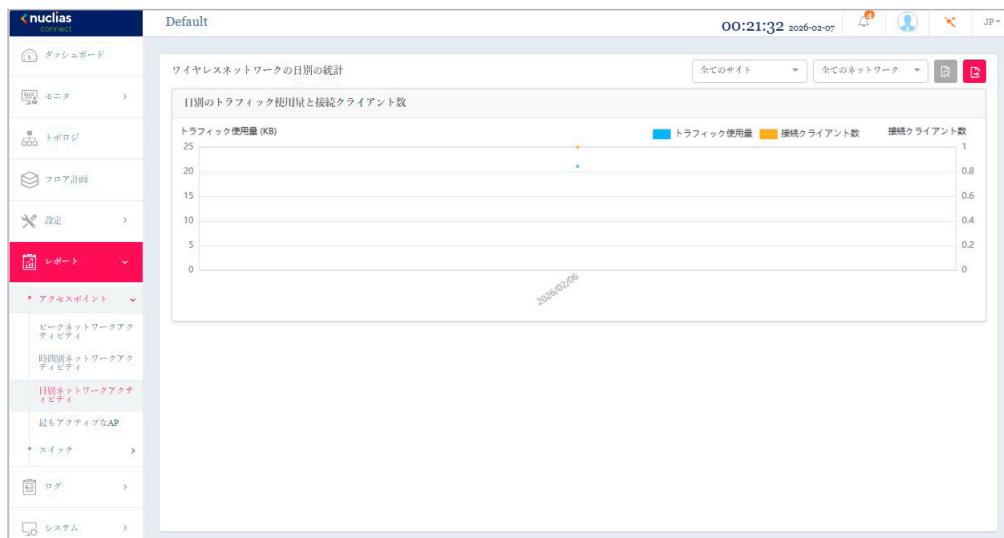 nuclias
connect
Default
00:21:32 2026-02-07
4
JP
ダッシュボード
モニタ
トポロジ
フロア計画
設定
レポート
アクセスポイント
ピークネットワークアク
ティビティ
時間別ネットワークアク
ティビティ
日別ネットワークアクテ
ィビティ
最もアクティブなAP
スイッチ
ログ
システム
ワイヤレスネットワークの日別の統計
全てのサイト
全てのネットワーク
日別のトラフィック使用量と接続クライアント数
トラフィック使用量 (KB)
トラフィック使用量
接続クライアント数
接続クライアント数
25
20
15
10
5
0
1
0.8
0.6
0.4
0.2
0
2026/02/06